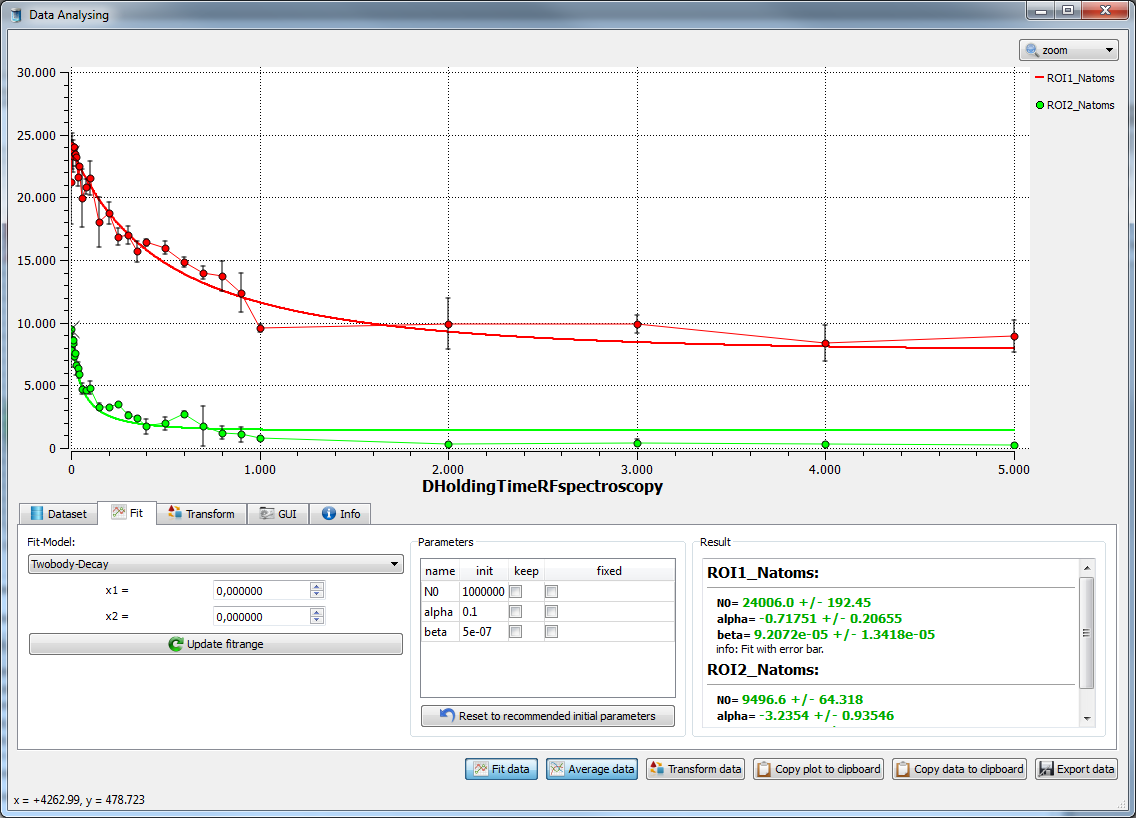 Data Analysing
zoom
ROI1_Natoms
ROI2_Natoms
30.000
25.000
20.000
15.000
10.000
5.000
0
0 1.000 2.000 3.000 4.000 5.000
DHoldingTimeRFspectroscopy
Dataset Fit Transform GUI Info
Fit-Model:
Twobody-Decay
x1 = 0,000000
x2 = 0,000000
Update fitrange
Parameters
name init keep fixed
N0 1000000
alpha 0.1
beta 5e-07
Reset to recommended initial parameters
Result
ROI1_Natoms:
N0= 24006.0 +/- 192.45
alpha= -0.71751 +/- 0.20655
beta= 9.2072e-05 +/- 1.3418e-05
info: Fit with error bar.
ROI2_Natoms:
N0= 9496.6 +/- 64.318
alpha= -3.2354 +/- 0.93546
Fit data Average data Transform data Copy plot to clipboard Copy data to clipboard Export data
x = +4262.99, y = 478.723